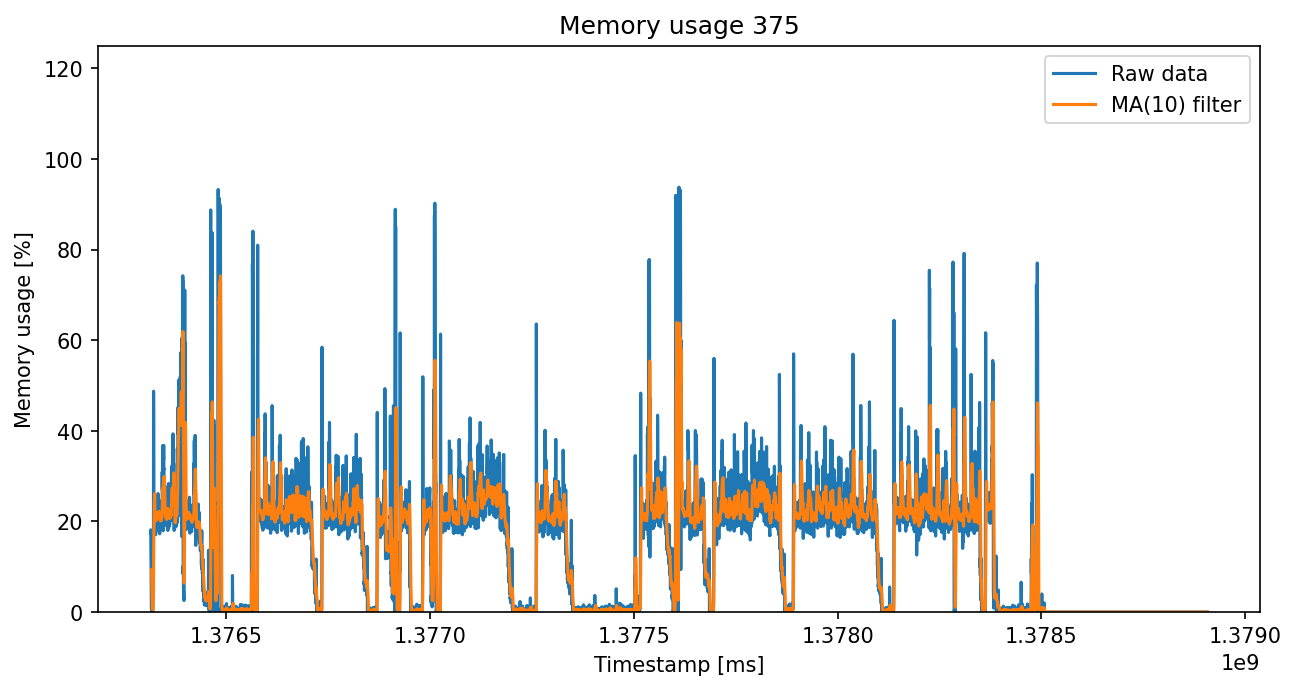 Memory usage 375
Raw data
MA(10) filter
Memory usage [%]
120
100
80
60
40
20
0
1.3765
1.3770
1.3775
1.3780
1.3785
1.3790
1e9
Timestamp [ms]